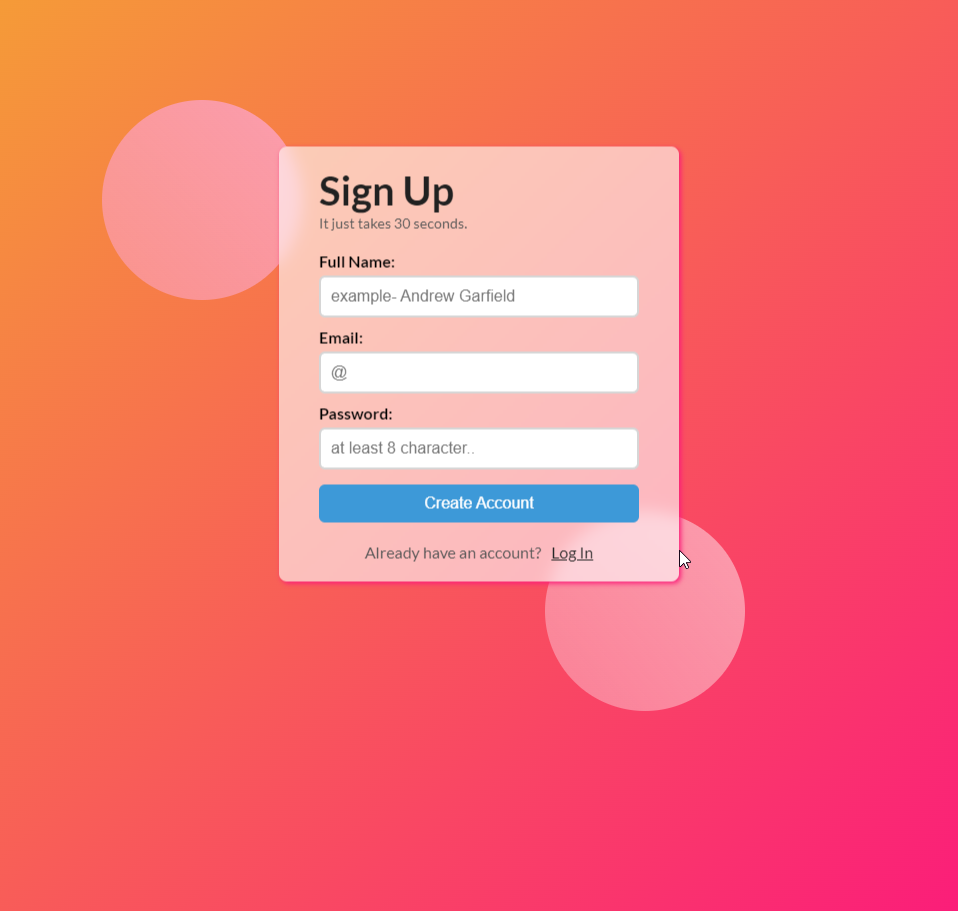 Sign Up
It just takes 30 seconds.
Full Name:
example- Andrew Garfield
Email:
@
Password:
at least 8 character..
Create Account
Already have an account? Log In